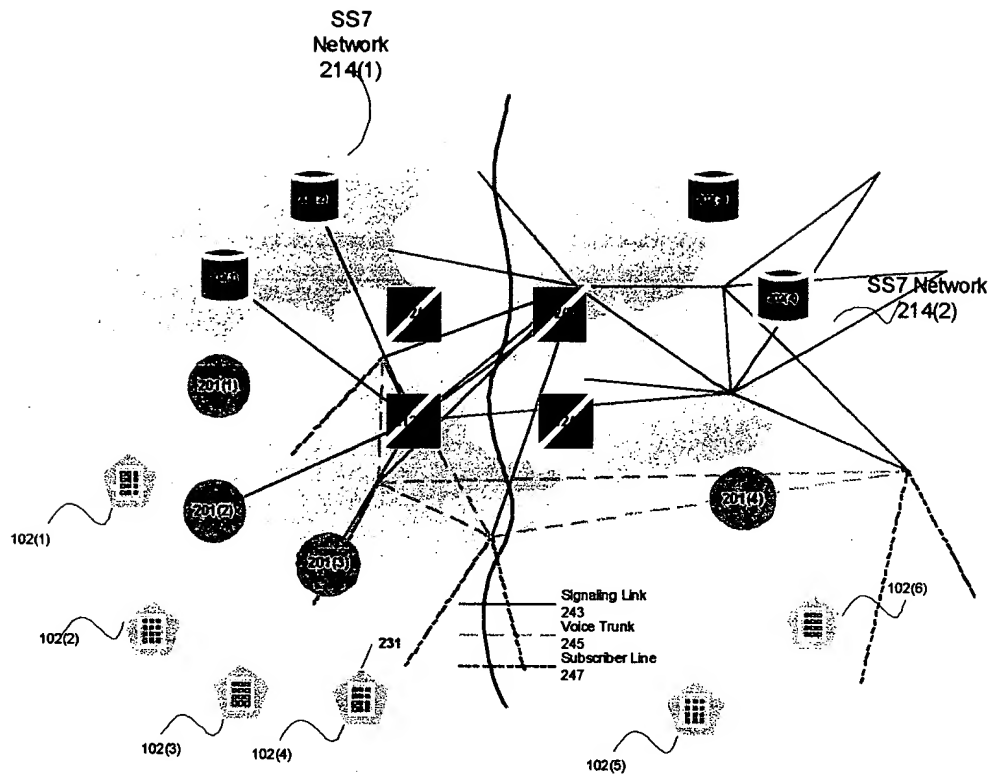 SS7
Network
214(1)
SS7 Network
214(2)
201(1)
201(2)
201(3)
201(4)
102(1)
102(2)
102(3)
102(4)
102(5)
102(6)
231
Signaling Link
243
Voice Trunk
245
Subscriber Line
247